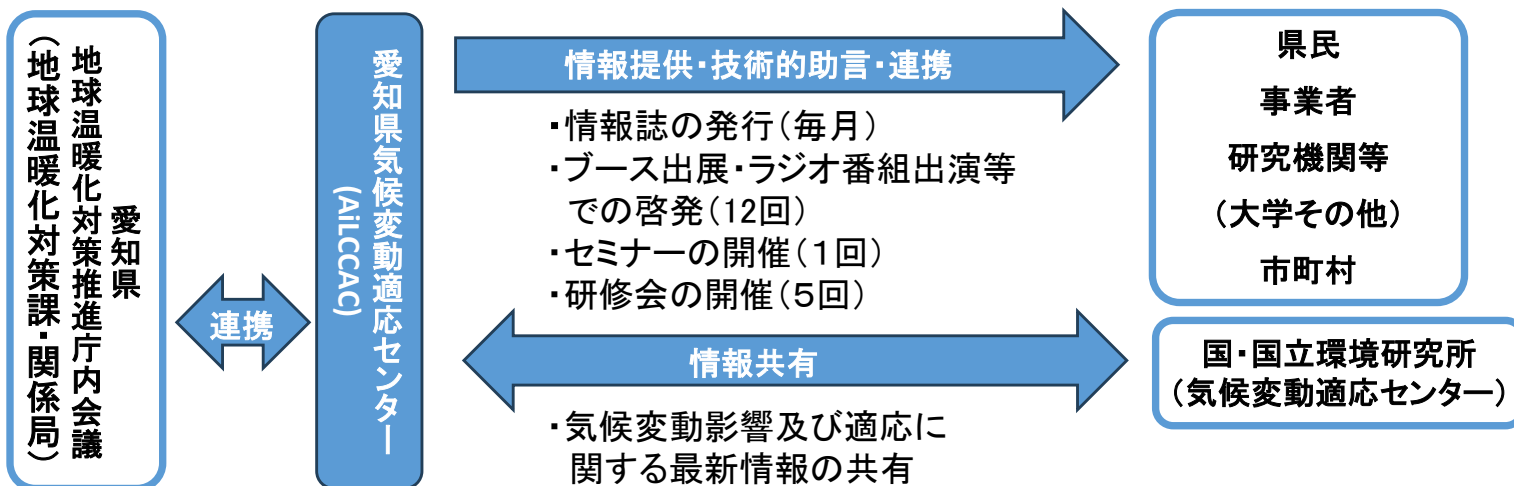 愛知県
地球温暖化対策推進庁内会議
(地球温暖化対策課・関係局)
連携
愛知県気候変動適応センター
(AiLCCAC)
情報提供・技術的助言・連携
・情報誌の発行(毎月)
・ブース出展・ラジオ番組出演等
での啓発(12回)
・セミナーの開催(1回)
・研修会の開催(5回)
情報共有
・気候変動影響及び適応に
関する最新情報の共有
県民
事業者
研究機関等
(大学その他)
市町村
国・国立環境研究所
(気候変動適応センター)